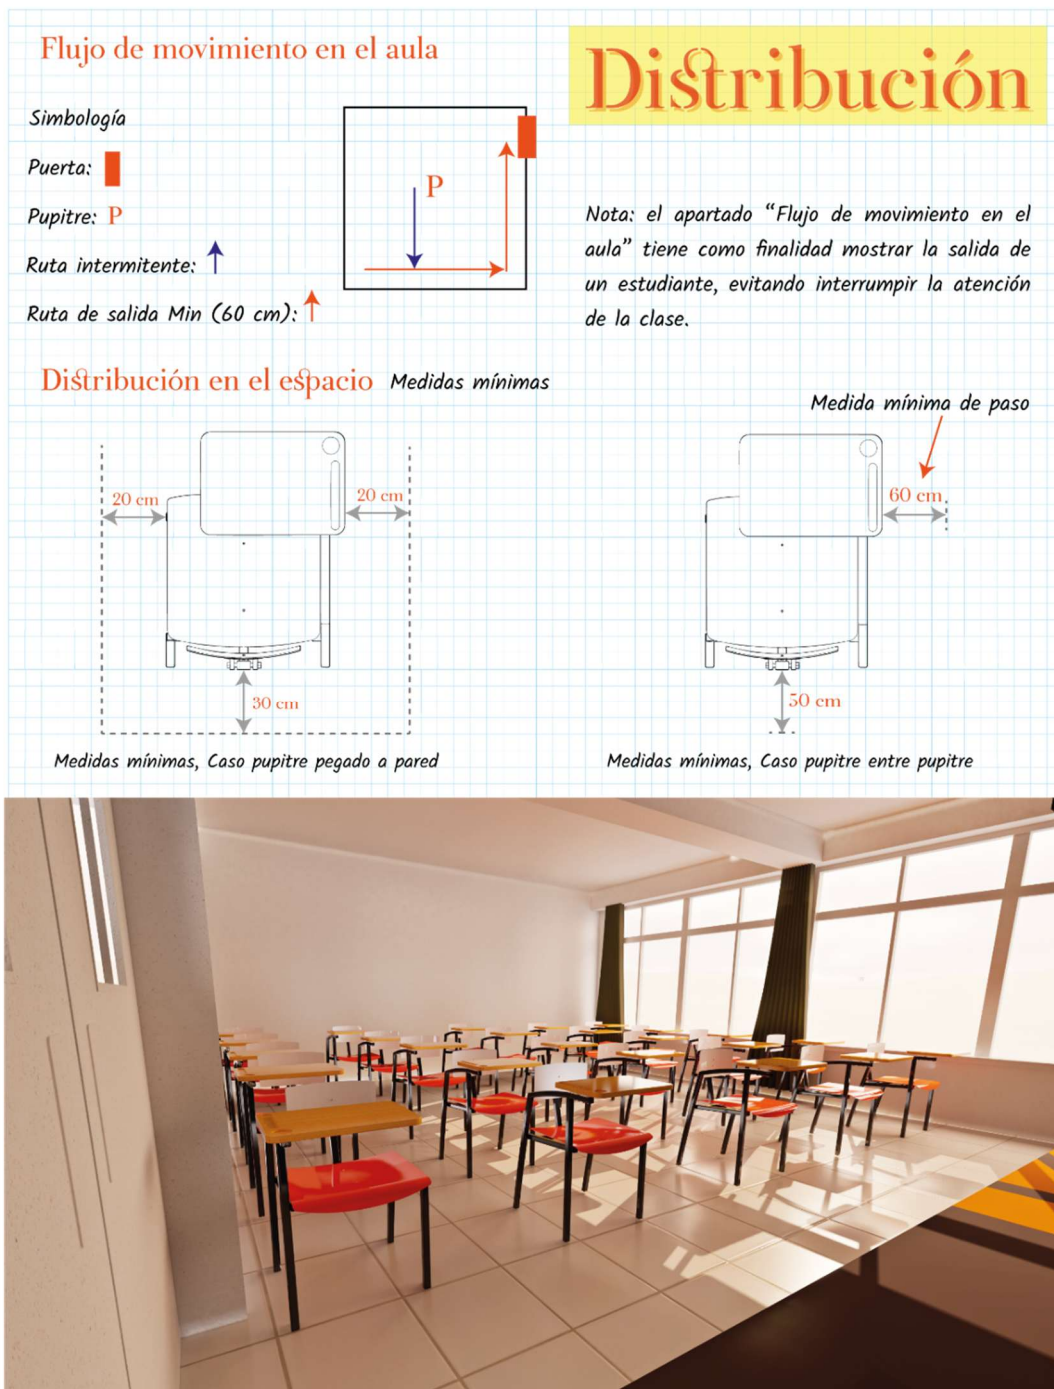 Flujo de movimiento en el aula
Distribución
Simbología
Puerta:
Pupitre: P
Ruta intermitente:
Ruta de salida Min (60 cm):
P
Nota: el apartado “Flujo de movimiento en el
aula” tiene como finalidad mostrar la salida de
un estudiante, evitando interrumpir la atención
de la clase.
Distribución en el espacio Medidas mínimas
20 cm
20 cm
30 cm
Medidas mínimas, Caso pupitre pegado a pared
Medida mínima de paso
60 cm
50 cm
Medidas mínimas, Caso pupitre entre pupitre